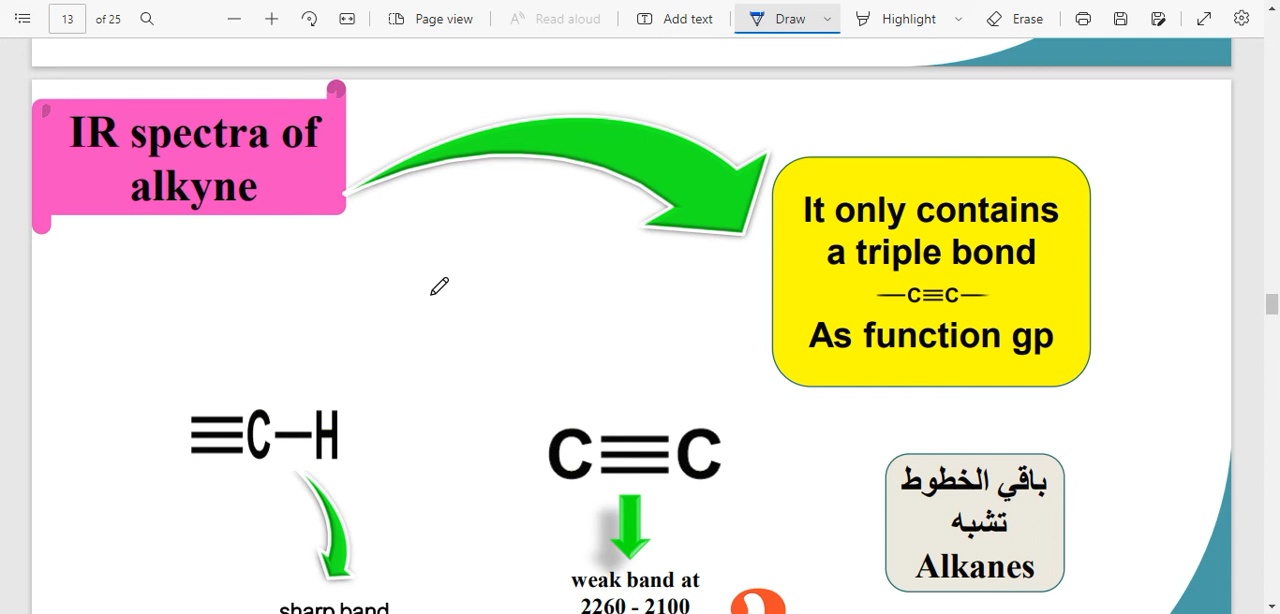 13 of 25
Page view
Read aloud
Add text
Draw
Highlight
Erase
IR spectra of
alkyne
It only contains
a triple bond
—C≡C—
As function gp
≡C—H
C≡C
باقي الخطوط
تشبه
Alkanes
weak band at
2260 - 2100
sharp band